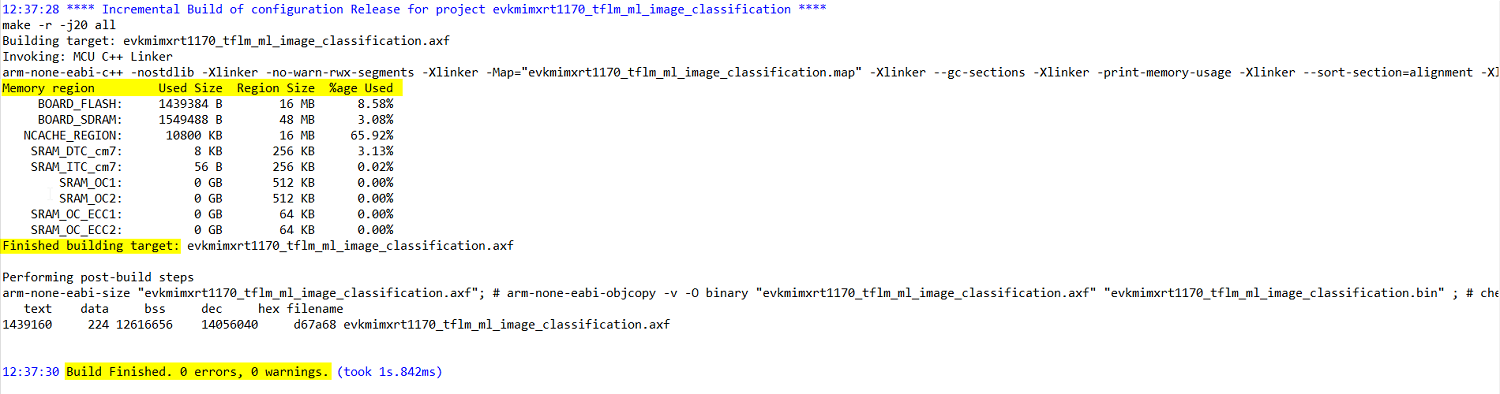 12:37:28 **** Incremental Build of configuration Release for project evkmimxrt1170_tflm_ml_image_classification ****
make -r -j20 all
Building target: evkmimxrt1170_tflm_ml_image_classification.axf
Invoking: MCU C++ Linker
arm-none-eabi-c++ -nostdlib -Xlinker -no-warn-rwx-segments -Xlinker -Map="evkmimxrt1170_tflm_ml_image_classification.map" -Xlinker --gc-sections -Xlinker -print-memory-usage -Xlinker --sort-section=alignment -Xl
Memory region         Used Size  Region Size  %age Used
     BOARD_FLASH:     1439384 B        16 MB      8.58%
     BOARD_SDRAM:     1549488 B        48 MB      3.08%
   NCACHE_REGION:      10800 KB        16 MB     65.92%
    SRAM_DTC_cm7:          8 KB       256 KB      3.13%
    SRAM_ITC_cm7:          56 B       256 KB      0.02%
        SRAM_OC1:          0 GB       512 KB      0.00%
        SRAM_OC2:          0 GB       512 KB      0.00%
    SRAM_OC_ECC1:          0 GB        64 KB      0.00%
    SRAM_OC_ECC2:          0 GB        64 KB      0.00%
Finished building target: evkmimxrt1170_tflm_ml_image_classification.axf
Performing post-build steps
arm-none-eabi-size "evkmimxrt1170_tflm_ml_image_classification.axf"; # arm-none-eabi-objcopy -v -O binary "evkmimxrt1170_tflm_ml_image_classification.axf" "evkmimxrt1170_tflm_ml_image_classification.bin" ; # che
   text    data     bss     dec     hex filename
1439160     224 12616656    14056040     d67a68 evkmimxrt1170_tflm_ml_image_classification.axf
12:37:30 Build Finished. 0 errors, 0 warnings. (took 1s.842ms)